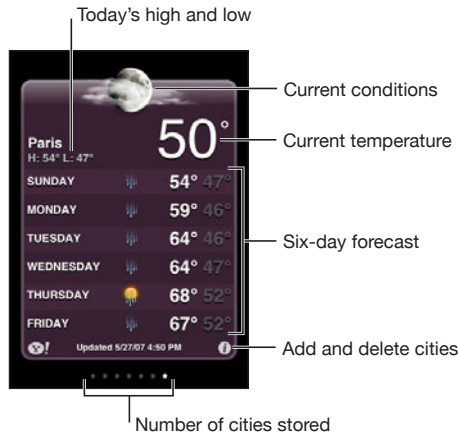 Today's high and low
Current conditions
50°
Current temperature
Paris
H: 54° L: 47°
SUNDAY 54° 47°
MONDAY 59° 46°
TUESDAY 64° 46°
WEDNESDAY 64° 47°
THURSDAY 68° 52°
FRIDAY 67° 52°
Six-day forecast
Y! Updated 5/27/07 4:50 PM i
Add and delete cities
Number of cities stored